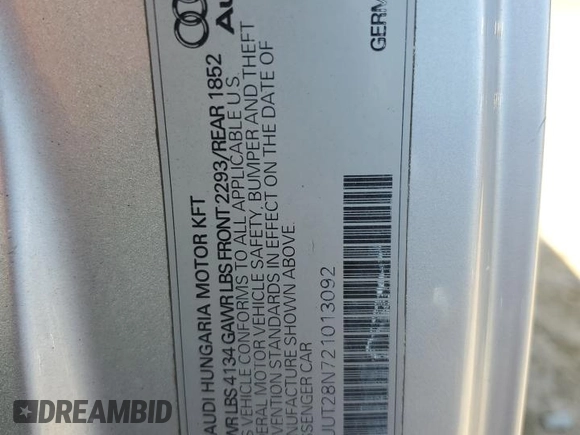 Au
GERM
AUDI HUNGARIA MOTOR KFT
WR LBS 4134 GAWR LBS FRONT 2293/REAR 1852
S VEHICLE CONFORMS TO ALL APPLICABLE U.S.
ERAL MOTOR VEHICLE SAFETY, BUMPER AND THEFT
VENTION STANDARDS IN EFFECT ON THE DATE OF
NUFACTURE SHOWN ABOVE.
SSENGER CAR
UT28N721013092
DREAMBID